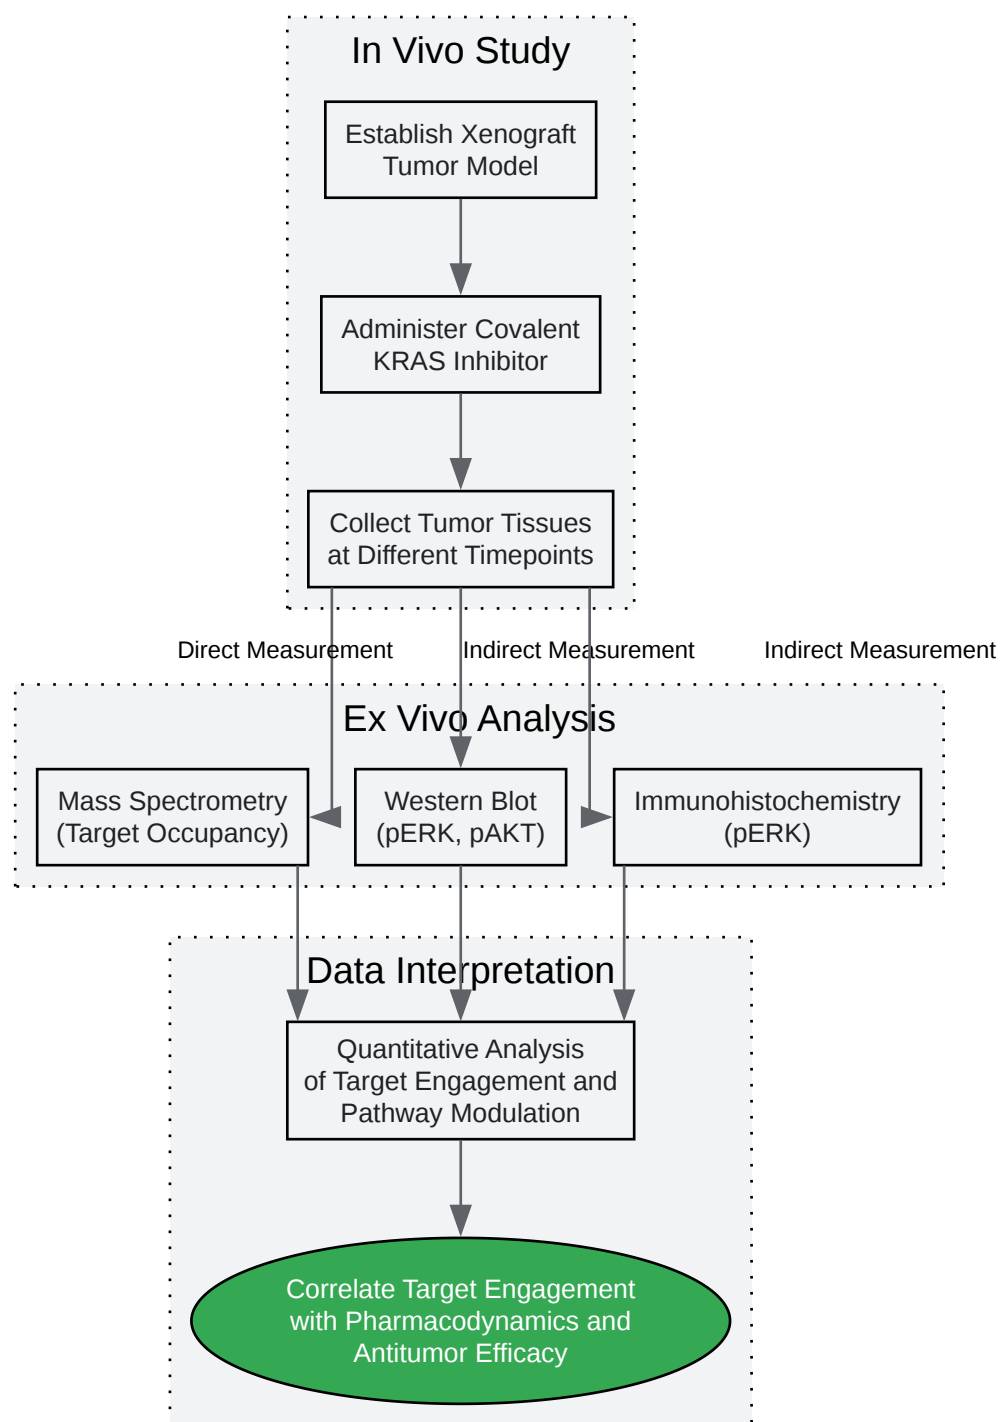 In Vivo Study
Establish Xenograft
Tumor Model
Administer Covalent
KRAS Inhibitor
Collect Tumor Tissues
at Different Timepoints
Direct Measurement
Indirect Measurement
Indirect Measurement
Ex Vivo Analysis
Mass Spectrometry
(Target Occupancy)
Western Blot
(pERK, pAKT)
Immunohistochemistry
(pERK)
Data Interpretation
Quantitative Analysis
of Target Engagement and
Pathway Modulation
Correlate Target Engagement
with Pharmacodynamics and
Antitumor Efficacy